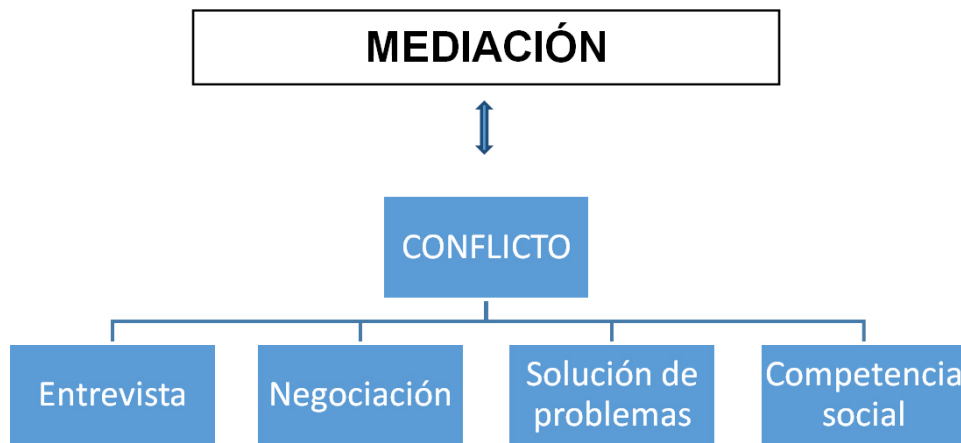 MEDIACIÓN
CONFLICTO
Entrevista
Negociación
Solución de
problemas
Competencia
social